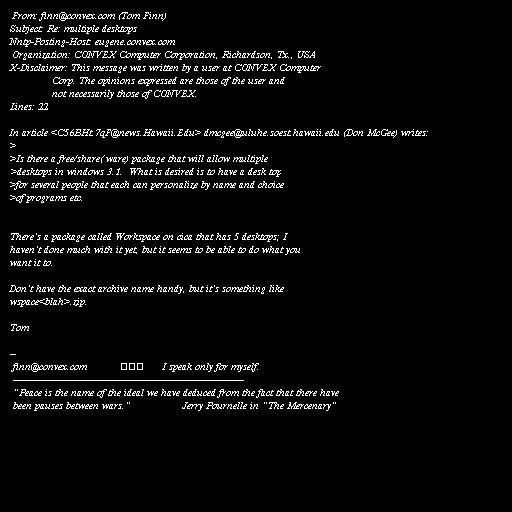 From: finn@convex.com (Tom Finn)
Subject: Re: multiple desktops
Nntp-Posting-Host: eugene.convex.com
Organization: CONVEX Computer Corporation, Richardson, Tx., USA
X-Disclaimer: This message was written by a user at CONVEX Computer
Corp. The opinions expressed are those of the user and
not necessarily those of CONVEX.
Lines: 22

In article <C56BHt.7qF@news.Hawaii.Edu> dmcgee@uluhe.soest.hawaii.edu (Don McGee) writes:
>
>Is there a free/share(ware) package that will allow multiple
>desktops in windows 3.1.  What is desired is to have a desk top
>for several people that each can personalize by name and choice
>of programs etc.

There's a package called Workspace on cica that has 5 desktops; I
haven't done much with it yet, but it seems to be able to do what you
want it to.

Don't have the exact archive name handy, but it's something like
wspace<blah>.zip.

Tom

--
finn@convex.com □□□ I speak only for myself.
------------------------------------------------------------
"Peace is the name of the ideal we have deduced from the fact that there have
been pauses between wars." Jerry Pournelle in "The Mercenary"